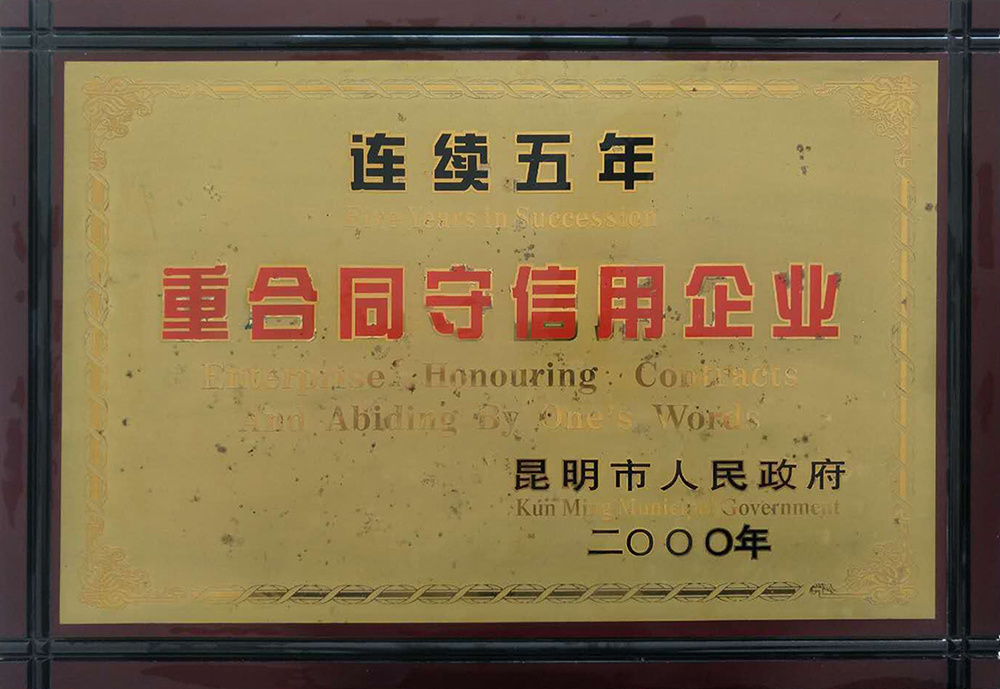 连续五年
Five Years in Succession
重合同守信用企业
Enterprise Honouring Contracts
And Abiding By One's Words
昆明市人民政府
Kun Ming Municipal Government
二〇〇〇年